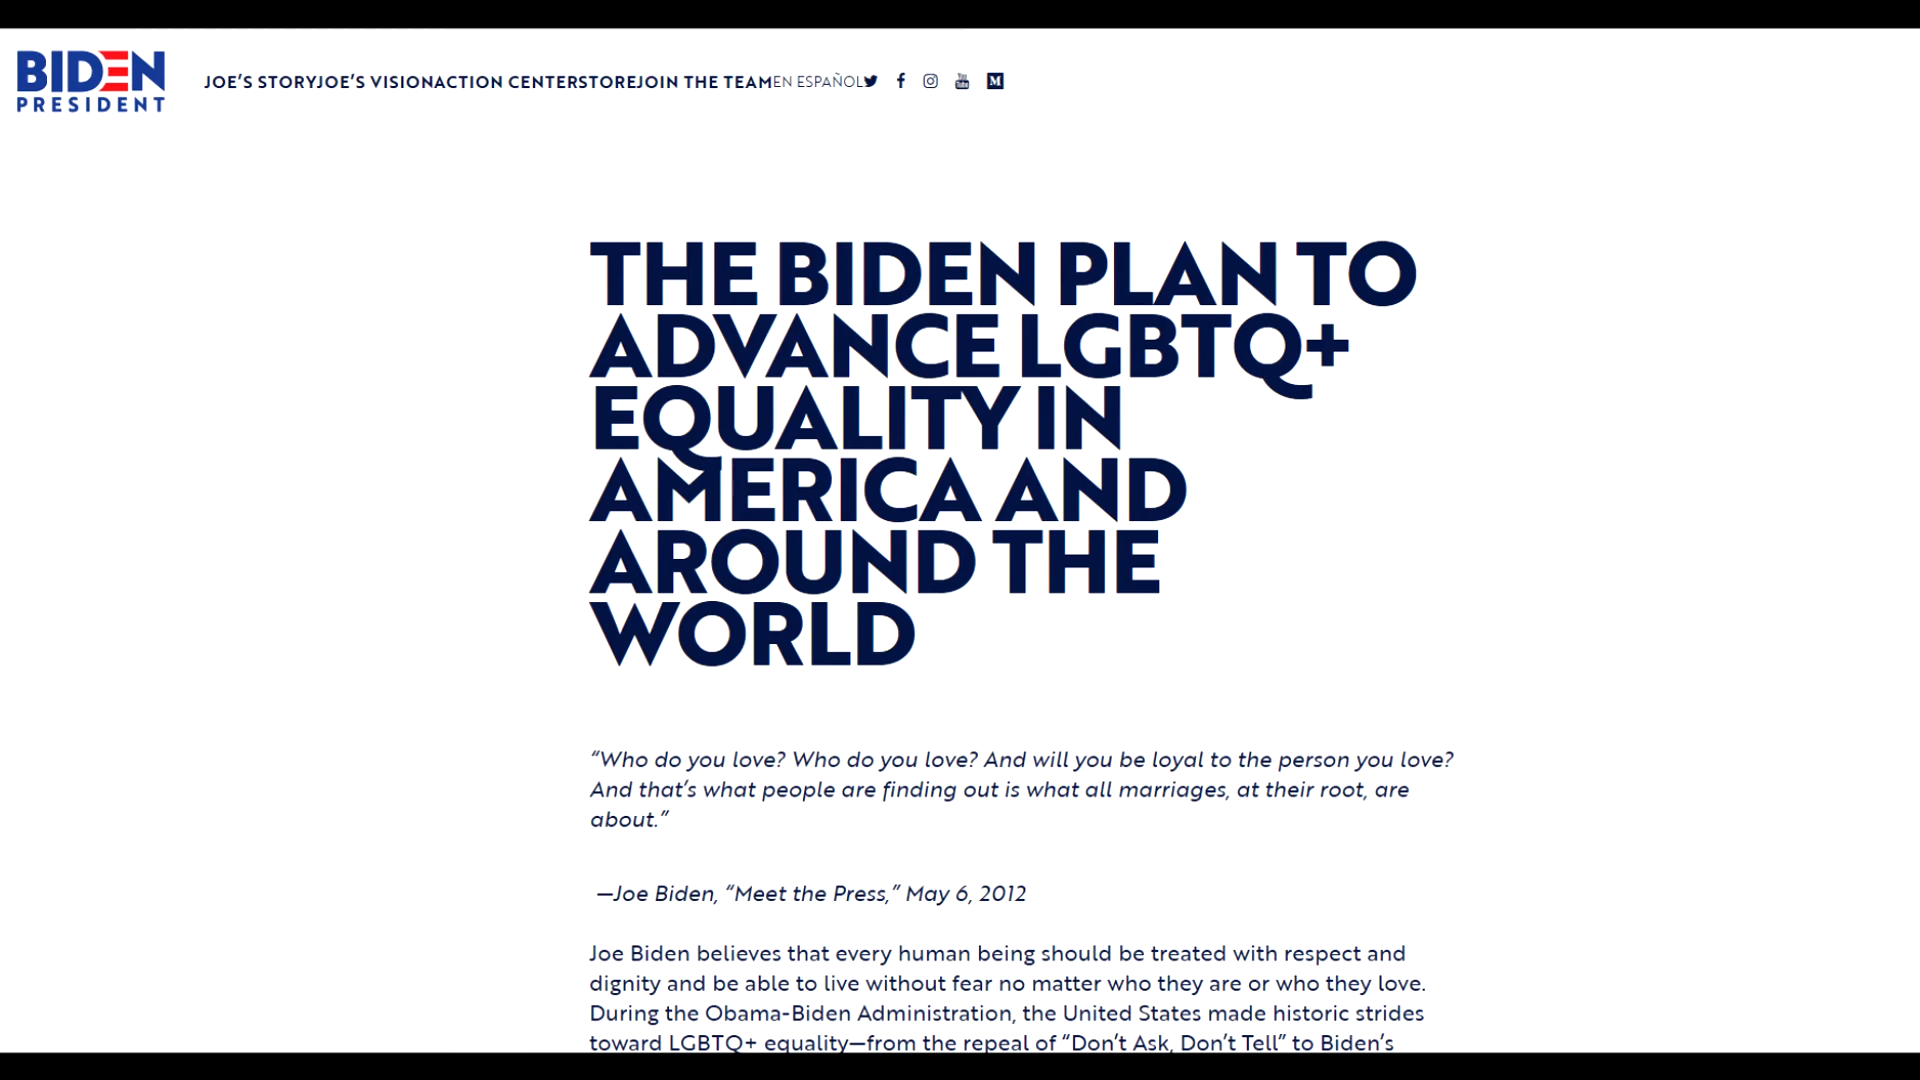 BIDEN
PRESIDENT
JOE'S STORYJOE'S VISIONACTION CENTERSTOREJOIN THE TEAMEN ESPAÑOL
THE BIDEN PLAN TO
ADVANCE LGBTQ+
EQUALITY IN
AMERICA AND
AROUND THE
WORLD
“Who do you love? Who do you love? And will you be loyal to the person you love?
And that’s what people are finding out is what all marriages, at their root, are
about.”
—Joe Biden, “Meet the Press,” May 6, 2012
Joe Biden believes that every human being should be treated with respect and
dignity and be able to live without fear no matter who they are or who they love.
During the Obama-Biden Administration, the United States made historic strides
toward LGBTQ+ equality—from the repeal of “Don’t Ask, Don’t Tell” to Biden’s